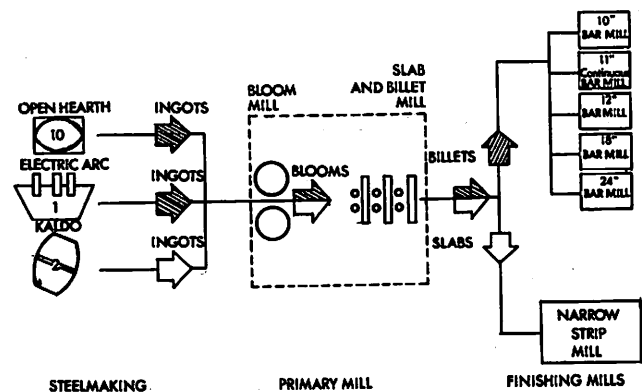 OPEN HEARTH
10
INGOTS
ELECTRIC ARC
1
INGOTS
KALDO
2
INGOTS
BLOOM
MILL
BLOOMS
SLAB
AND BILLET
MILL
BILLETS
SLABS
10"
BAR MILL
11"
Continuous
BAR MILL
12"
BAR MILL
18"
BAR MILL
24"
BAR MILL
NARROW
STRIP
MILL
STEELMAKING
PRIMARY MILL
FINISHING MILLS